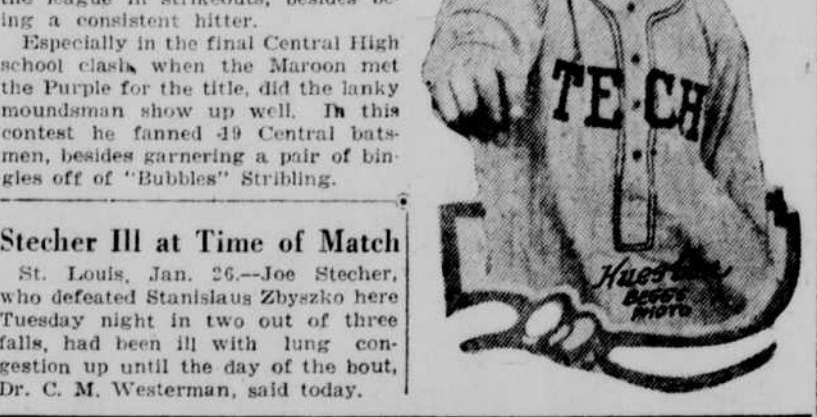 the league in strikeouts, besides be-
ing a consistent hitter.
Especially in the final Central High
school clash, when the Maroon met
the Purple for the title, did the lanky
moundsman show up well. In this
contest he fanned 19 Central bats-
men, besides garnering a pair of bin-
gles off of "Bubbles" Stribling.
Stecher Ill at Time of Match
St. Louis, Jan. 26.—Joe Stecher,
who defeated Stanislaus Zbyszko here
Tuesday night in two out of three
falls, had been ill with lung con-
gestion up until the day of the bout,
Dr. C. M. Westerman, said today.
TECH
BEGGS
PHOTO